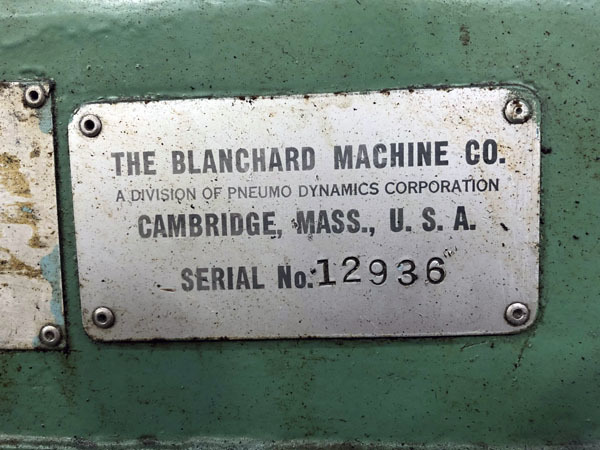 THE BLANCHARD MACHINE CO.
A DIVISION OF PNEUMO DYNAMICS CORPORATION
CAMBRIDGE, MASS., U. S. A.
SERIAL No. 12936